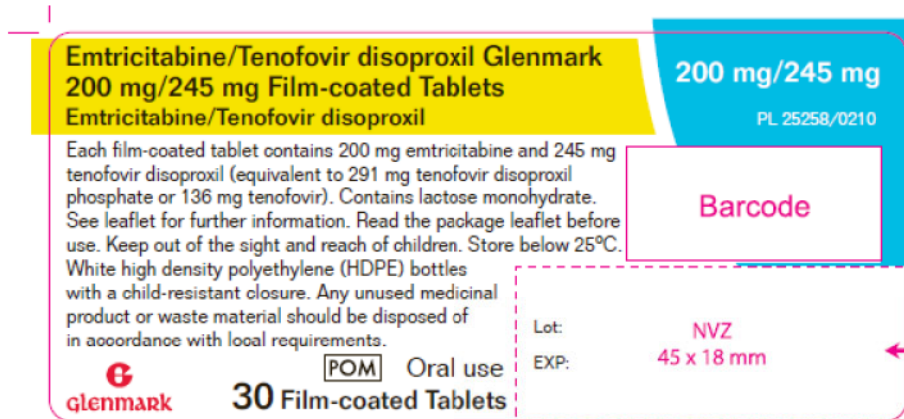 Emtricitabine/Tenofovir disoproxil Glenmark
200 mg/245 mg Film-coated Tablets
Emtricitabine/Tenofovir disoproxil
200 mg/245 mg
PL 25258/0210
Each film-coated tablet contains 200 mg emtricitabine and 245 mg
tenofovir disoproxil (equivalent to 291 mg tenofovir disoproxil
phosphate or 136 mg tenofovir). Contains lactose monohydrate.
See leaflet for further information. Read the package leaflet before
use. Keep out of the sight and reach of children. Store below 25ºC.
White high density polyethylene (HDPE) bottles
with a child-resistant closure. Any unused medicinal
product or waste material should be disposed of
in accordance with local requirements.
Barcode
Lot:
EXP:
NVZ
45 x 18 mm
POM Oral use
30 Film-coated Tablets
G
Glenmark